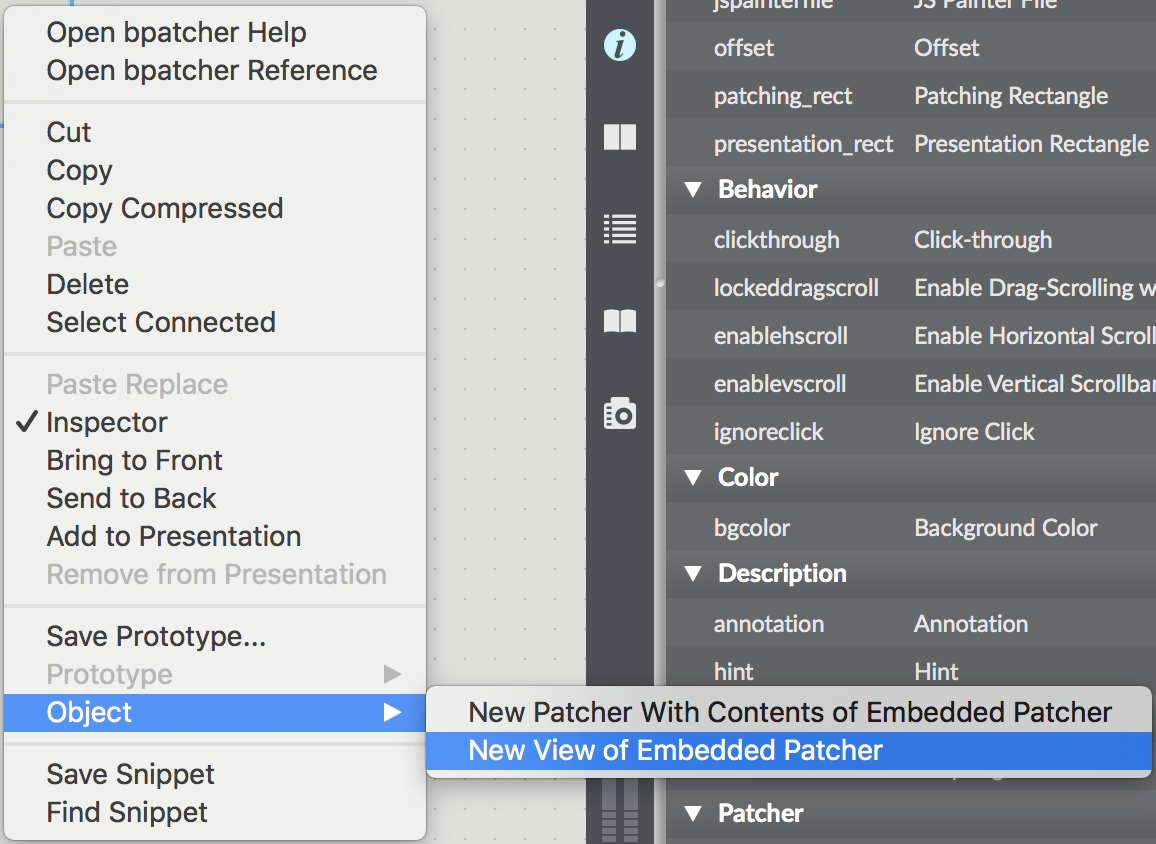 Open bpatcher Help
Open bpatcher Reference
Cut
Copy
Copy Compressed
Paste
Delete
Select Connected
Paste Replace
✓ Inspector
Bring to Front
Send to Back
Add to Presentation
Remove from Presentation
Save Prototype...
Prototype
Object
Save Snippet
Find Snippet
New Patcher With Contents of Embedded Patcher
New View of Embedded Patcher
jspainterfile JS Painter File
offset Offset
patching_rect Patching Rectangle
presentation_rect Presentation Rectangle
Behavior
clickthrough Click-through
lockeddragscroll Enable Drag-Scrolling w
enablehscroll Enable Horizontal Scroll
enablevscroll Enable Vertical Scrollbar
ignoreclick Ignore Click
Color
bgcolor Background Color
Description
annotation Annotation
hint Hint
Patcher